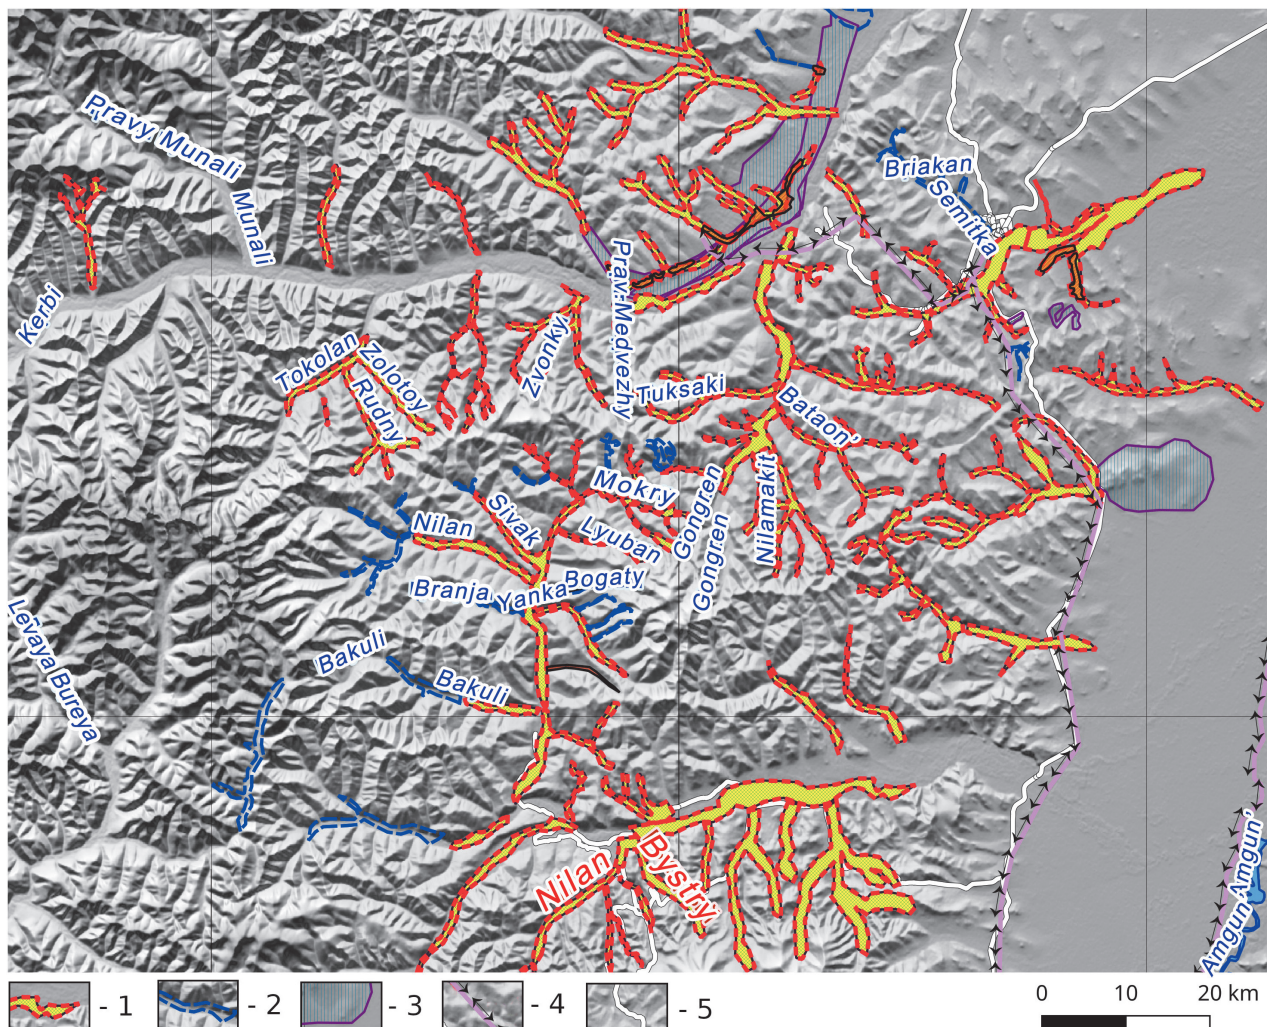 Pravy Munali
Munali
Briakan
Semitka
Kerbi
Prav. Medvezhy
Zvonky
Tokolan
Zolotoy
Rudny
Tuksaki
Bataon'
Mokry
Sivak
Nilan
Lyuban
Gongren
Gongren
Nilamakit
Branja
Yanka
Bogaty
Levaya Bureya
Bakuli
Bakuli
Nilan
Bystry
Amgun'
Amgun
- 1
- 2
- 3
- 4
- 5
0 10 20 km